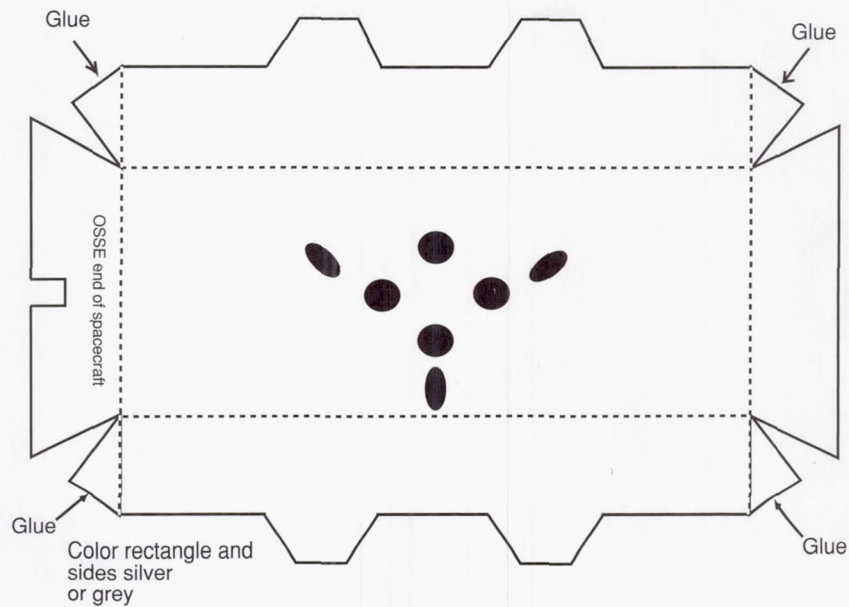 Glue
Glue
OSSE end of spacecraft
Glue
Glue
Color rectangle and
sides silver
or grey